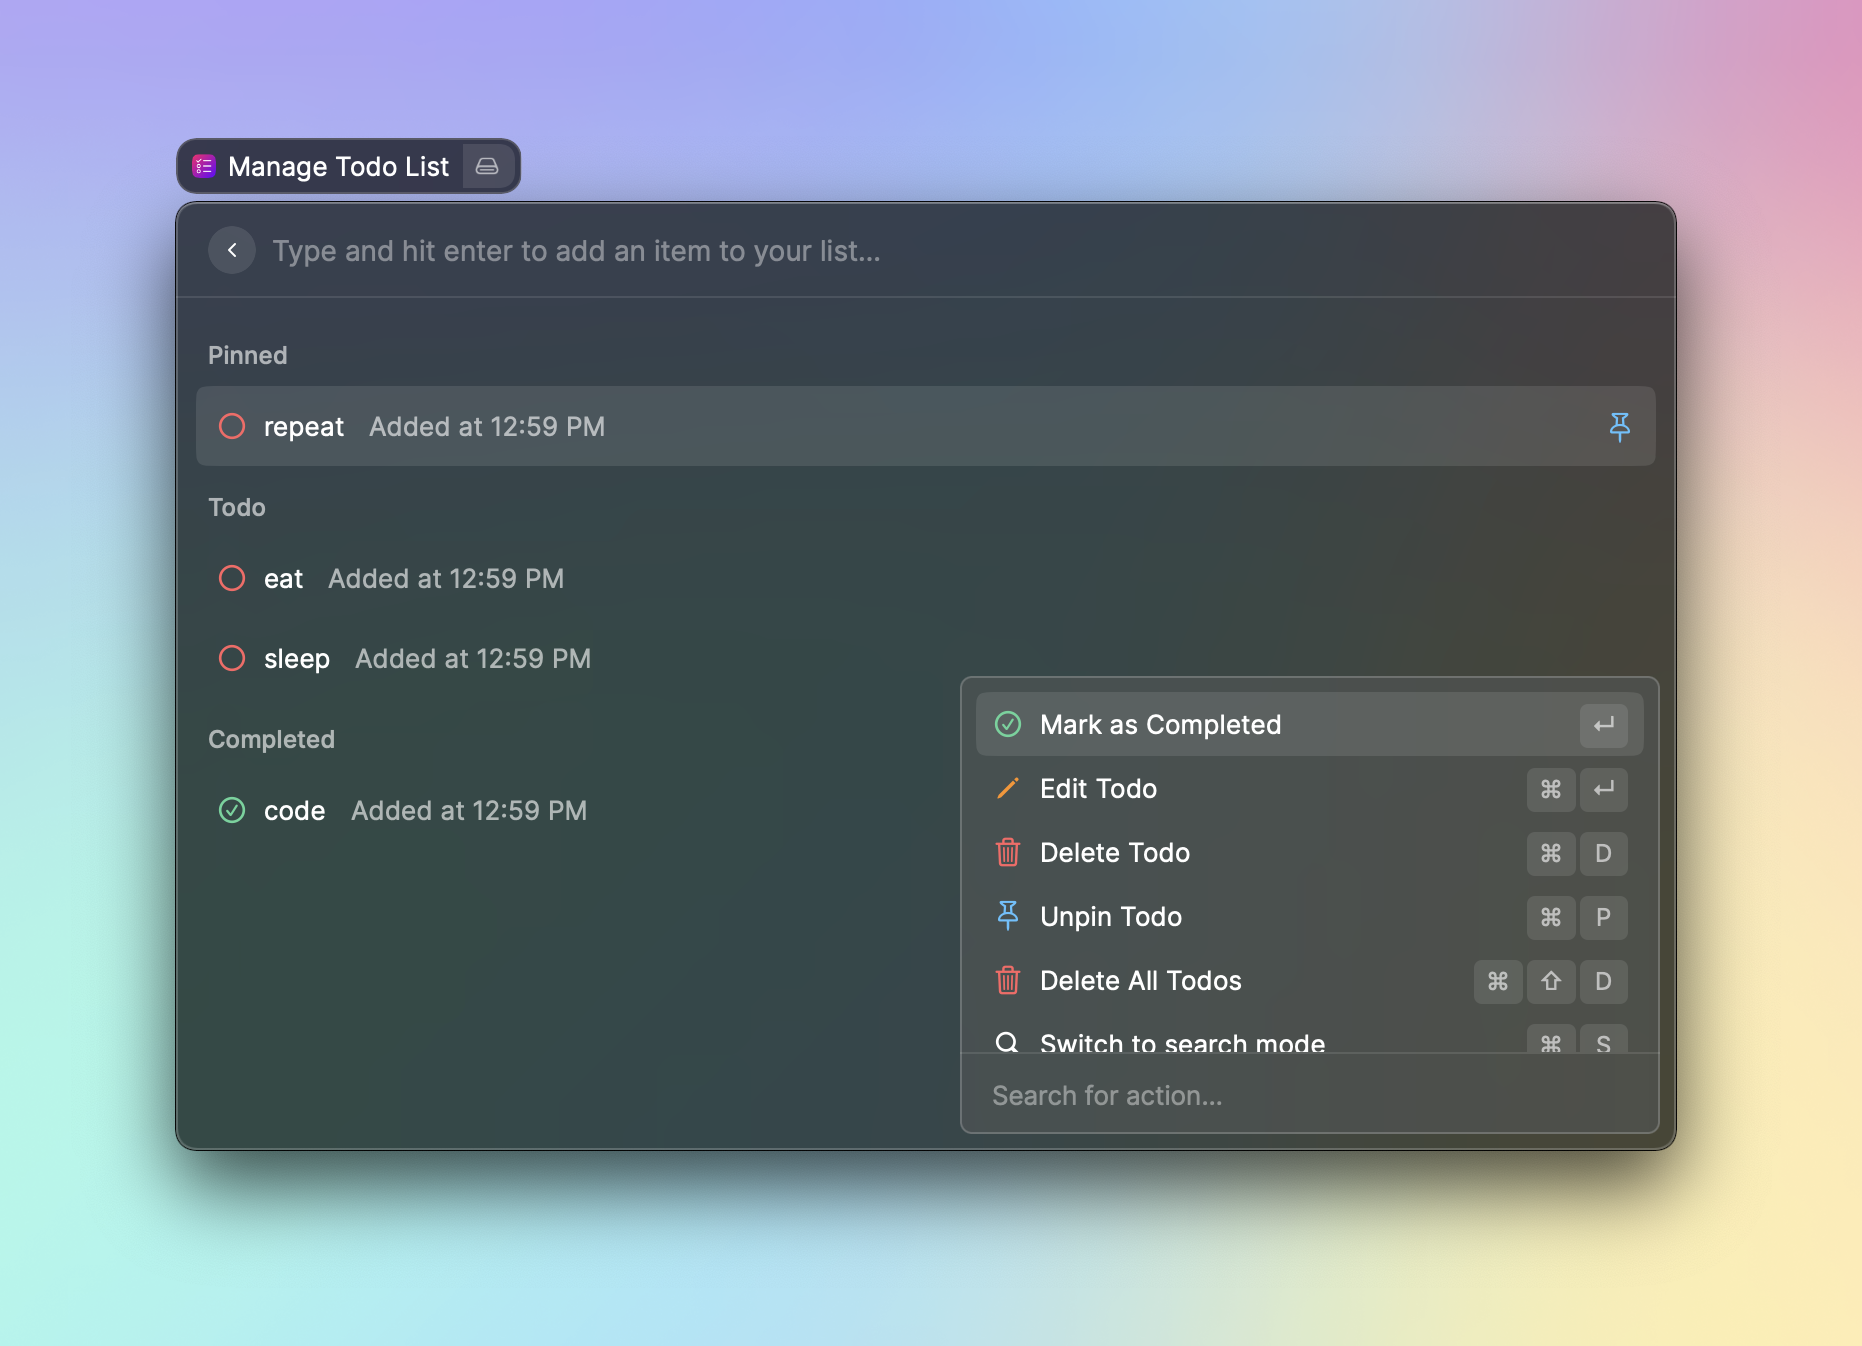 Manage Todo List
Type and hit enter to add an item to your list...
Pinned
repeat Added at 12:59 PM
Todo
eat Added at 12:59 PM
sleep Added at 12:59 PM
Completed
code Added at 12:59 PM
Mark as Completed ↵
Edit Todo ⌘ ↵
Delete Todo ⌘ D
Unpin Todo ⌘ P
Delete All Todos ⌘ ⇧ D
Switch to search mode ⌘ S
Search for action...